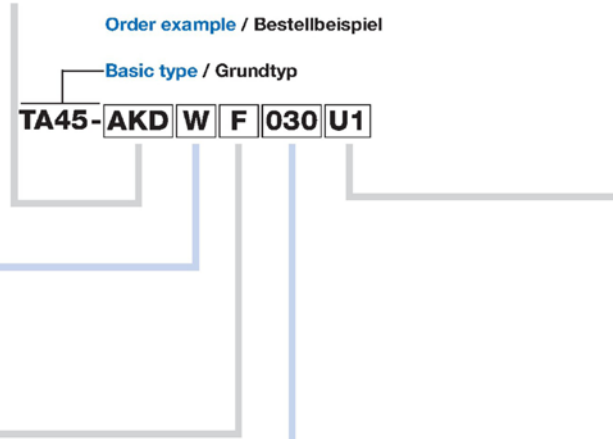 Order example / Bestellbeispiel
Basic type / Grundtyp
TA45-AKD W F 030 U1